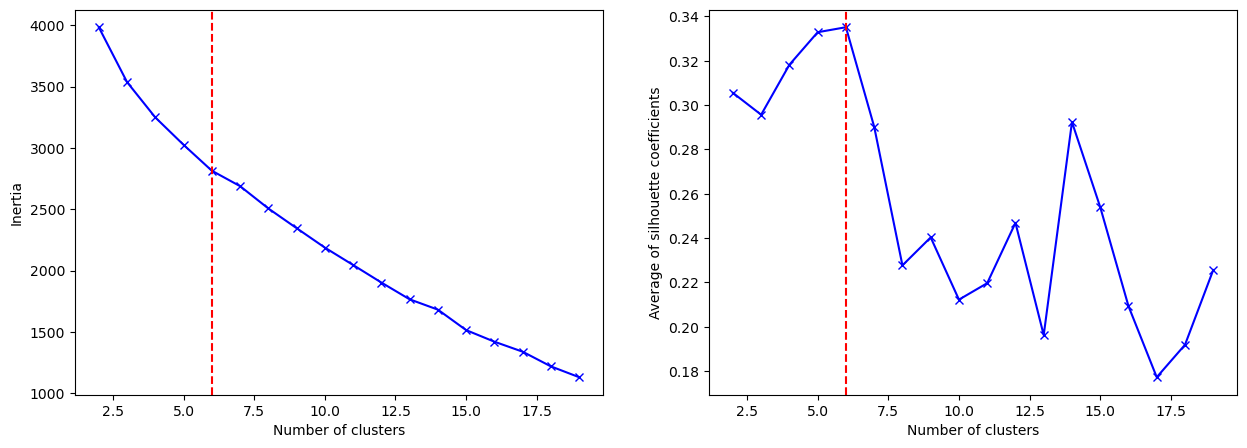 4000
3500
3000
2500
2000
1500
1000
Inertia
2.5 5.0 7.5 10.0 12.5 15.0 17.5
Number of clusters
0.34
0.32
0.30
0.28
0.26
0.24
0.22
0.20
0.18
Average of silhouette coefficients
2.5 5.0 7.5 10.0 12.5 15.0 17.5
Number of clusters